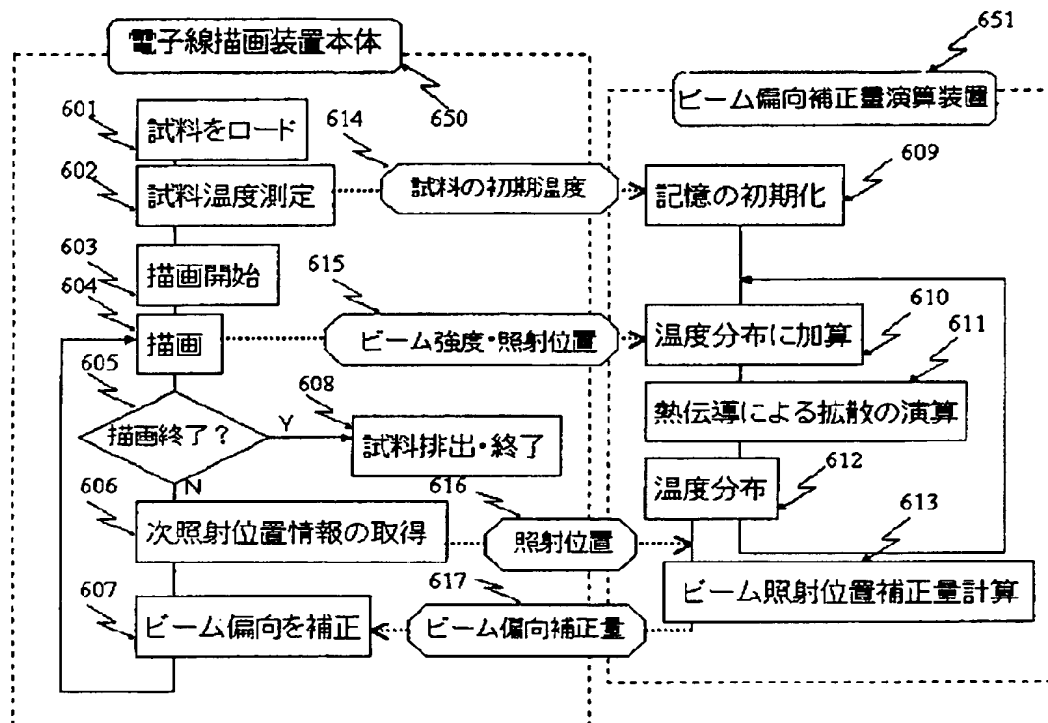 電子線描画装置本体
650
651
ビーム偏向補正量演算装置
601
試料をロード
602
試料温度測定
614
試料の初期温度
609
記憶の初期化
603
描画開始
604
描画
615
ビーム強度・照射位置
610
温度分布に加算
611
熱伝導による拡散の演算
605
描画終了?
Y
N
608
試料排出・終了
612
温度分布
606
次照射位置情報の取得
616
照射位置
613
ビーム照射位置補正量計算
607
ビーム偏向を補正
617
ビーム偏向補正量